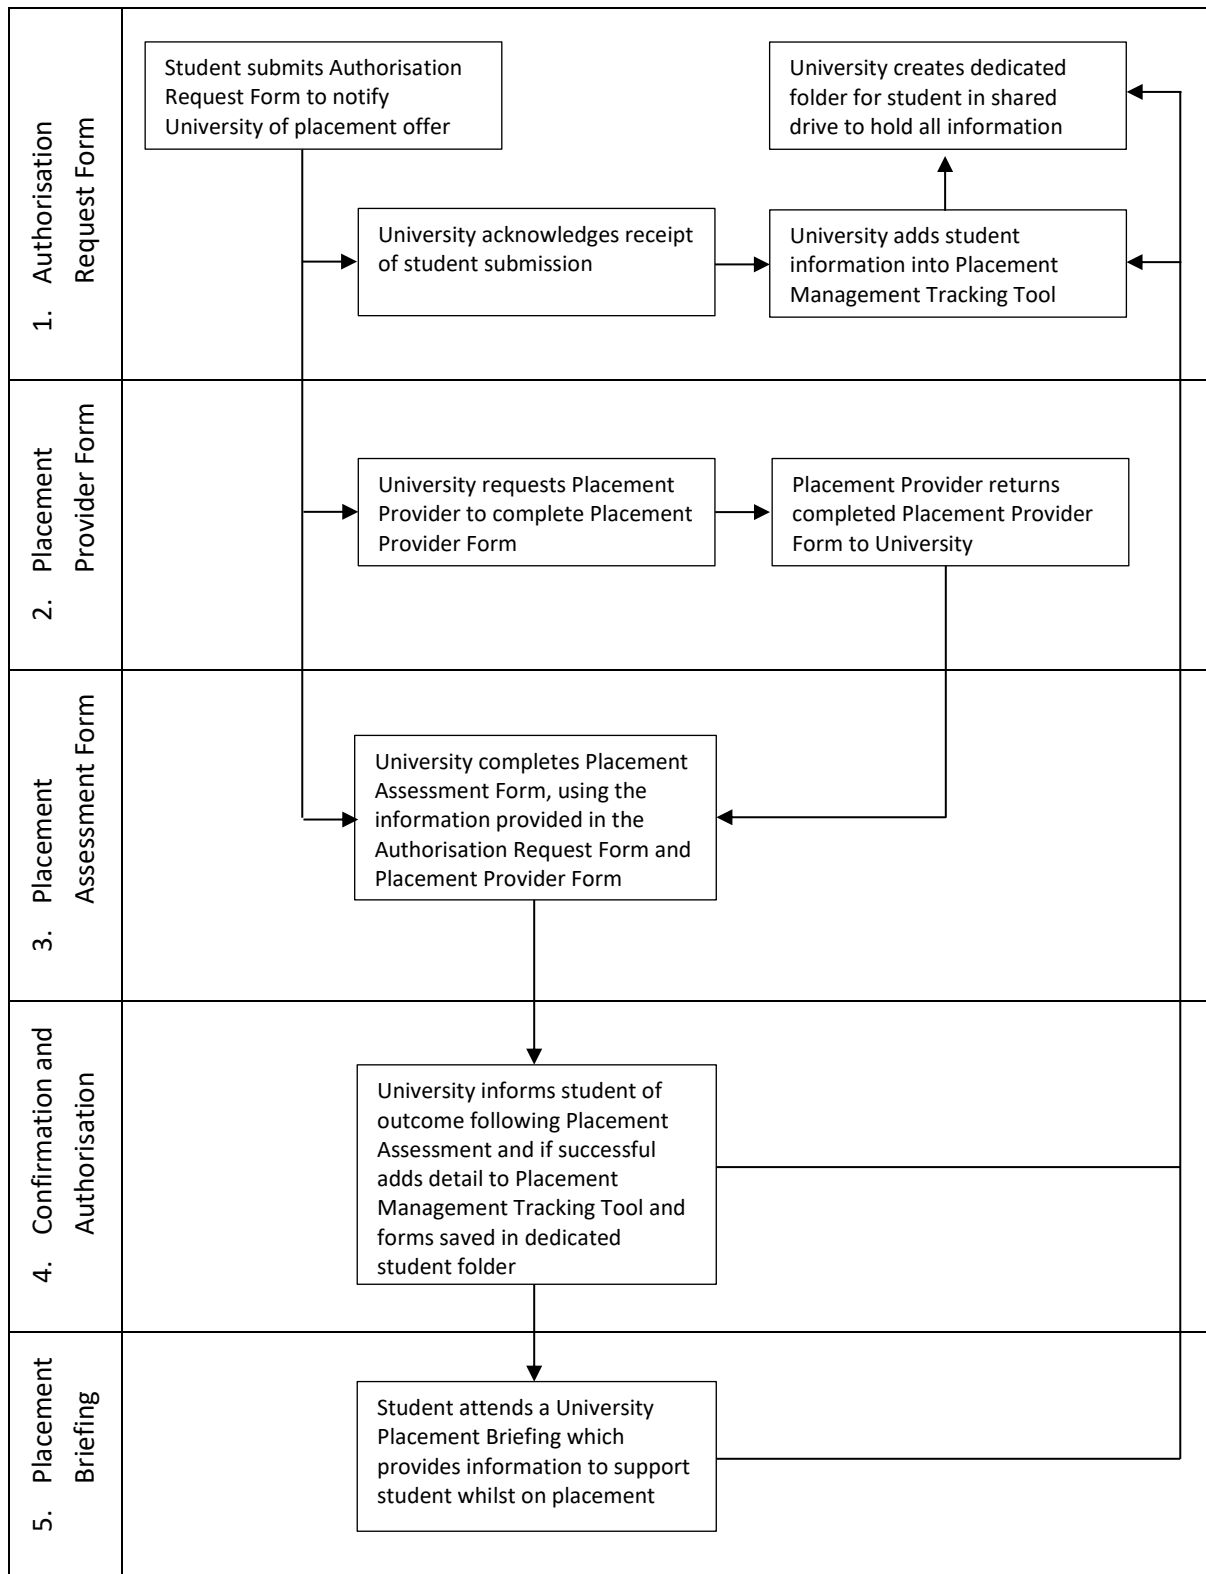 1. Authorisation
Request Form
Student submits Authorisation
Request Form to notify
University of placement offer
University creates dedicated
folder for student in shared
drive to hold all information
University acknowledges receipt
of student submission
University adds student
information into Placement
Management Tracking Tool
2. Placement
Provider Form
University requests Placement
Provider to complete Placement
Provider Form
Placement Provider returns
completed Placement Provider
Form to University
3. Placement
Assessment Form
University completes Placement
Assessment Form, using the
information provided in the
Authorisation Request Form and
Placement Provider Form
4. Confirmation and
Authorisation
University informs student of
outcome following Placement
Assessment and if successful
adds detail to Placement
Management Tracking Tool and
forms saved in dedicated
student folder
5. Placement
Briefing
Student attends a University
Placement Briefing which
provides information to support
student whilst on placement